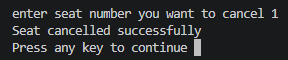 enter seat number you want to cancel 1
Seat cancelled successfully
Press any key to continue